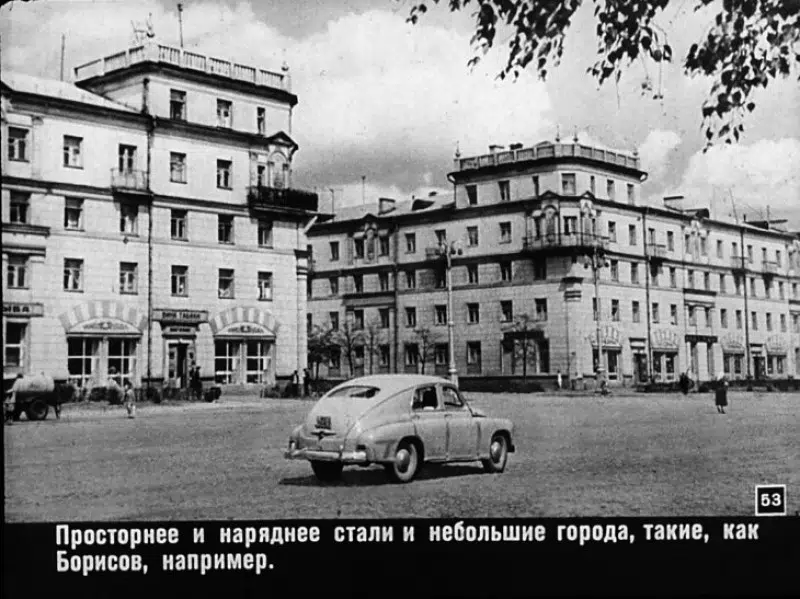 53
Просторнее и наряднее стали и небольшие города, такие, как
Борисов, например.